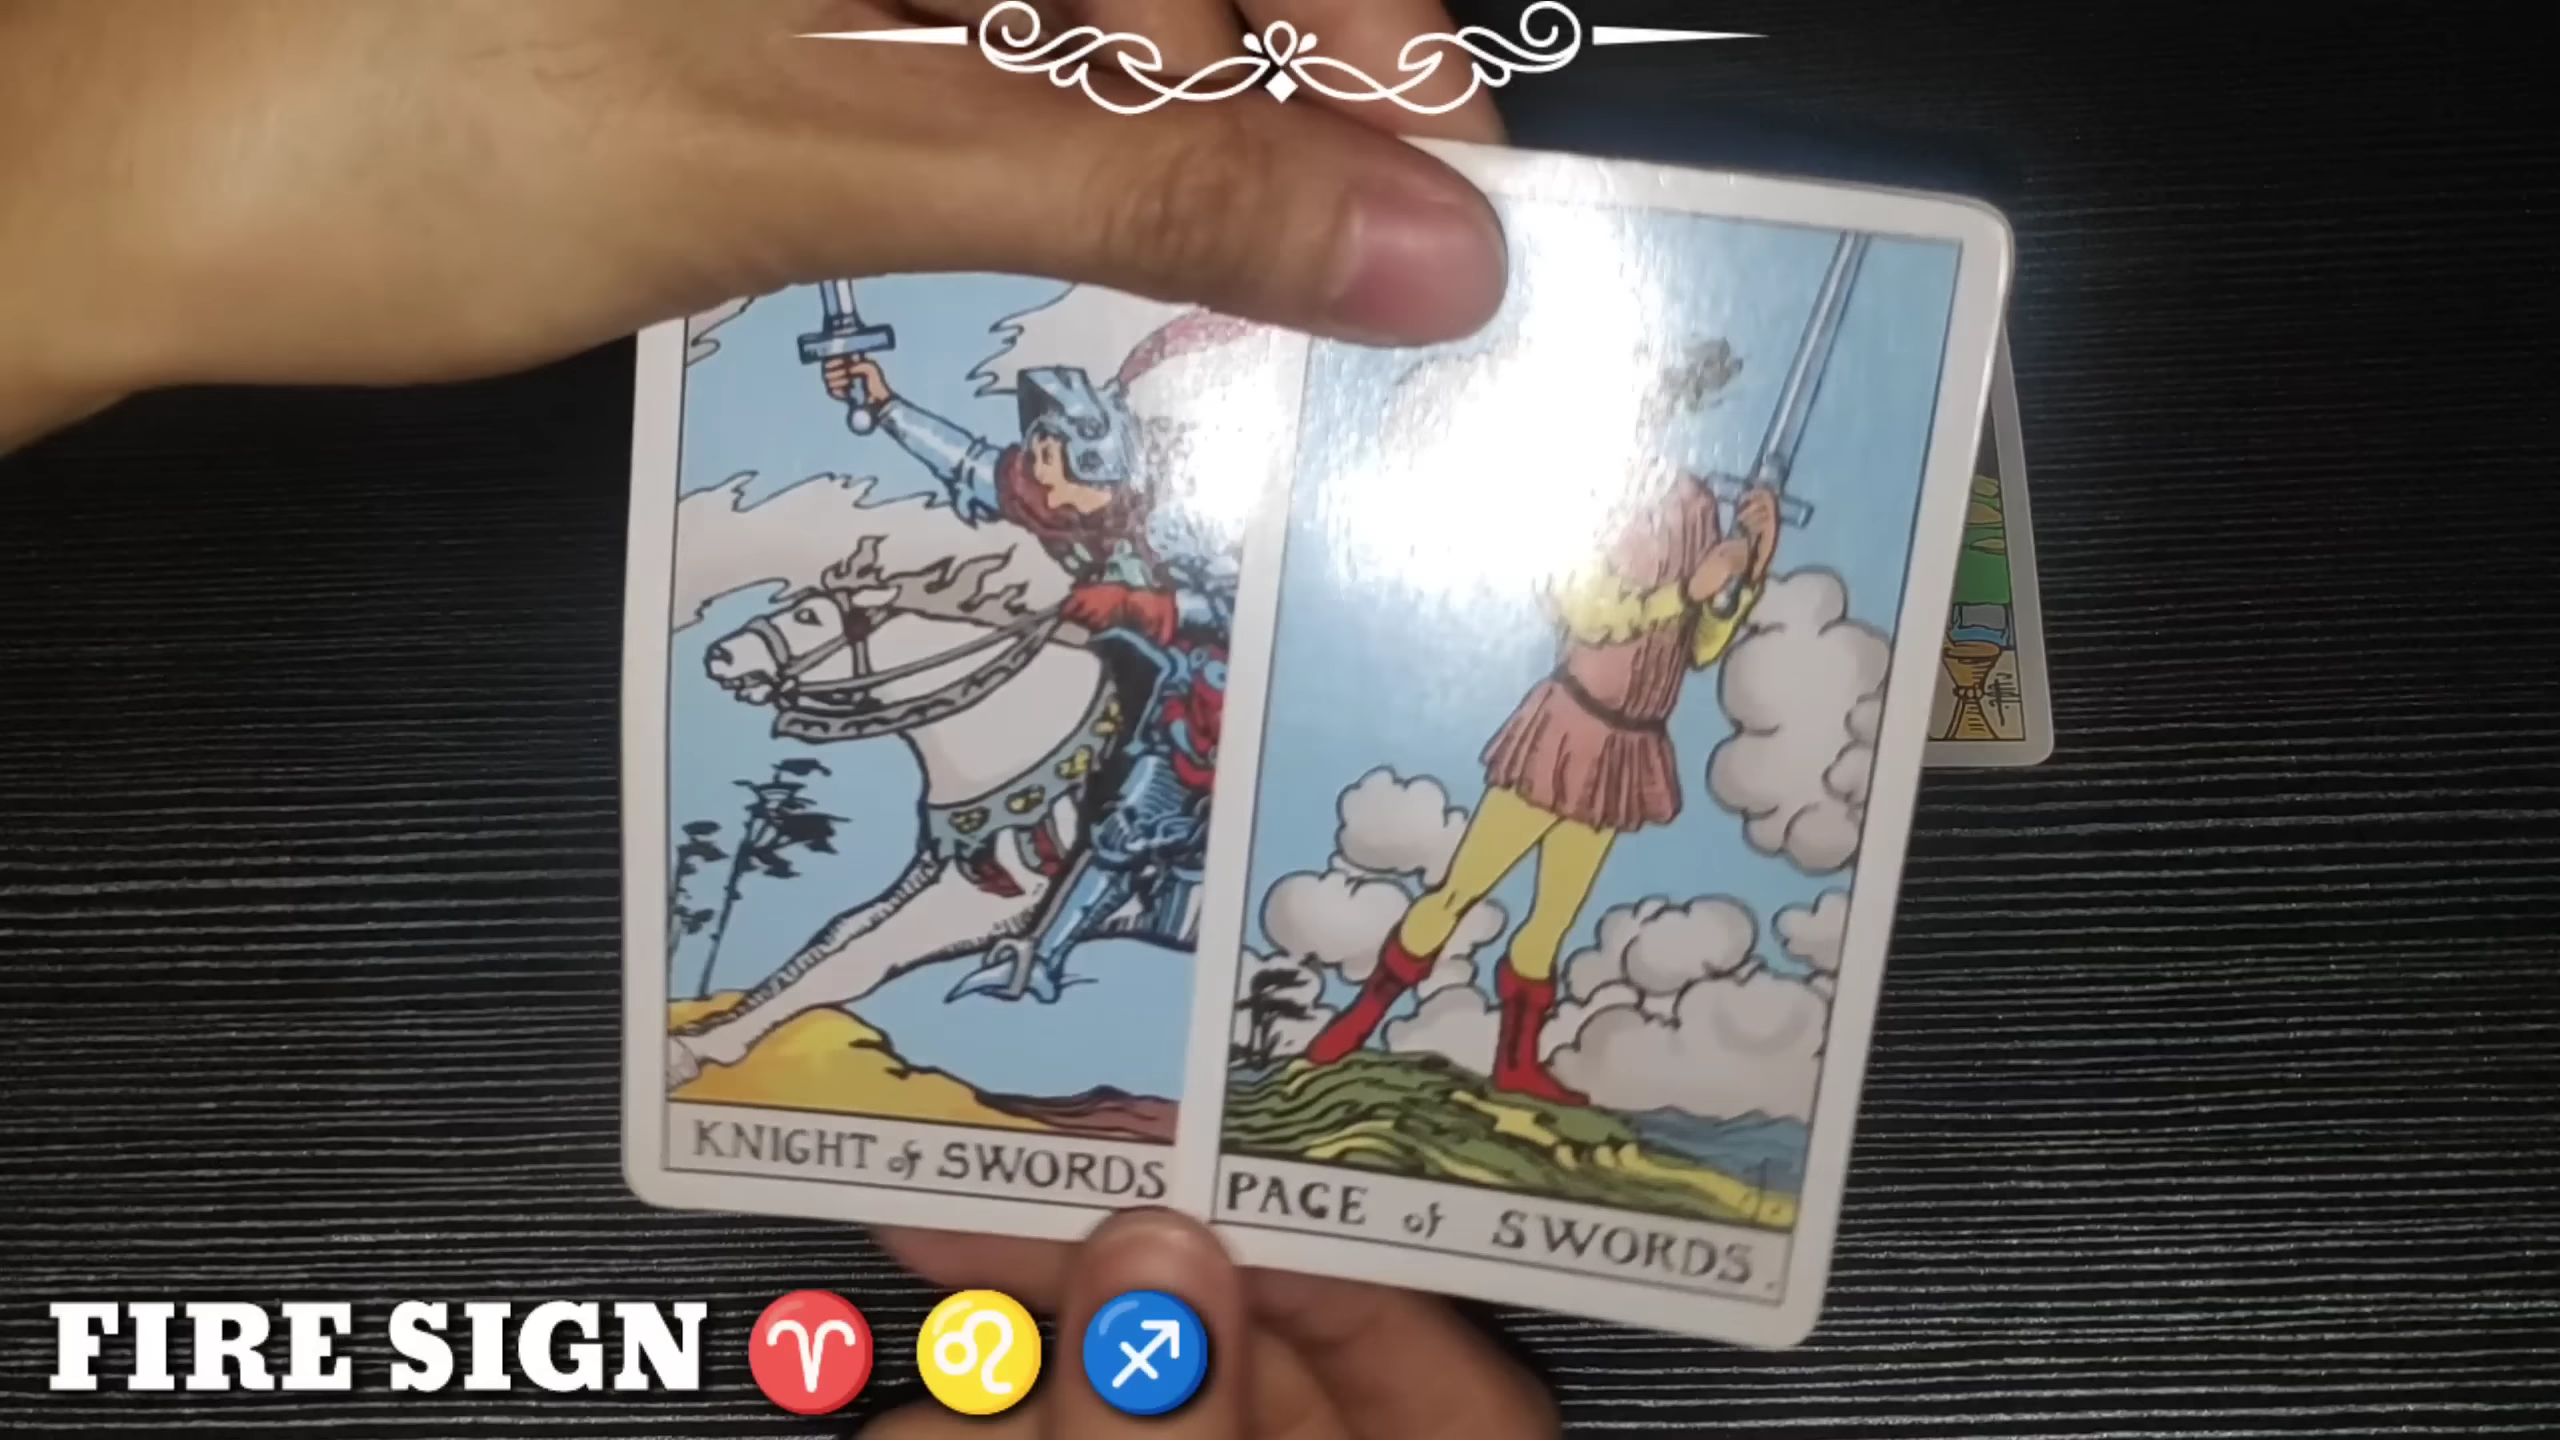 KNIGHT of SWORDS
PAGE of SWORDS.
FIRE SIGN ♈ ♌ ♐